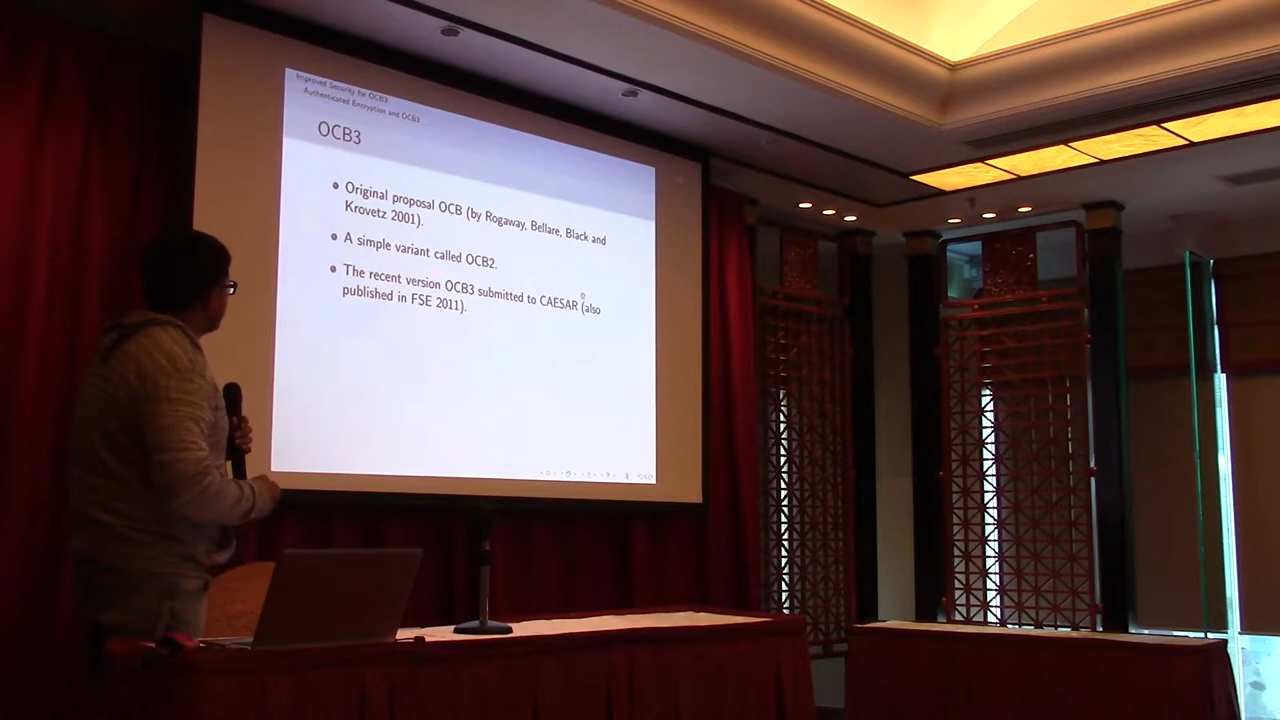 Improved Security for OCB3
Authenticated Encryption and OCB3
OCB3
Original proposal OCB (by Rogaway, Bellare, Black and
Krovetz 2001).
A simple variant called OCB2.
The recent version OCB3 submitted to CAESAR (also
published in FSE 2011).